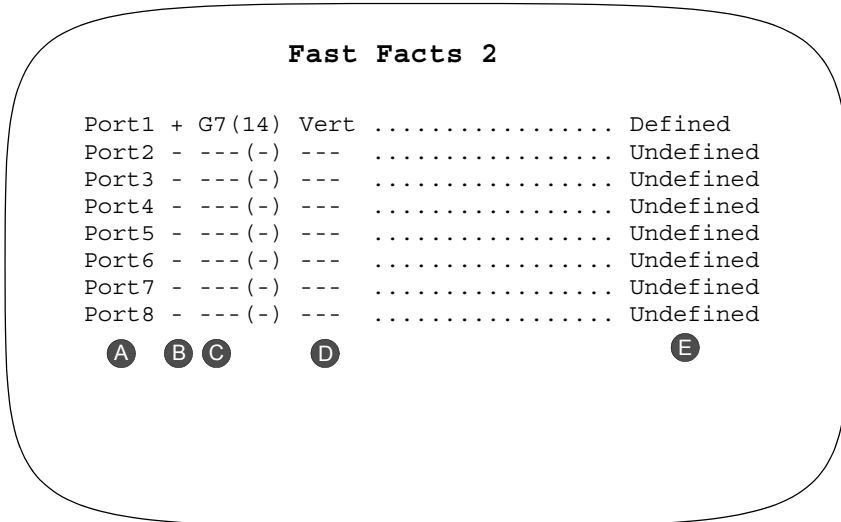 Fast Facts 2
Port1 + G7(14) Vert ................. Defined
Port2 - ---(-) --- ................. Undefined
Port3 - ---(-) --- ................. Undefined
Port4 - ---(-) --- ................. Undefined
Port5 - ---(-) --- ................. Undefined
Port6 - ---(-) --- ................. Undefined
Port7 - ---(-) --- ................. Undefined
Port8 - ---(-) --- ................. Undefined
A B C D E